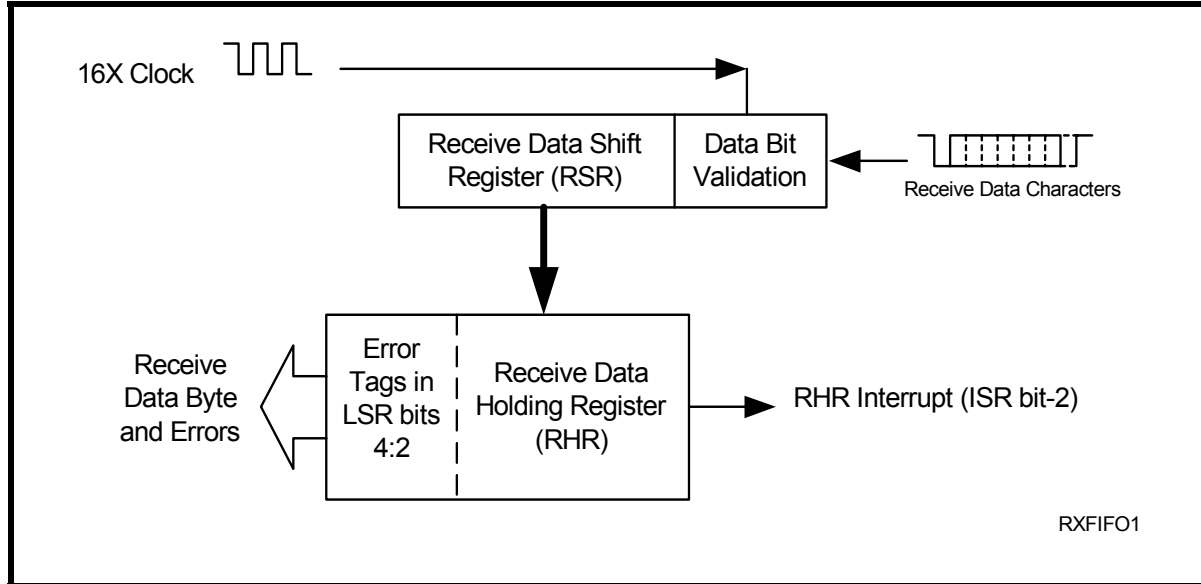 16X Clock
Receive Data Shift
Register (RSR)
Data Bit
Validation
Receive Data Characters
Receive
Data Byte
and Errors
Error
Tags in
LSR bits
4:2
Receive Data
Holding Register
(RHR)
RHR Interrupt (ISR bit-2)
RXFIFO1